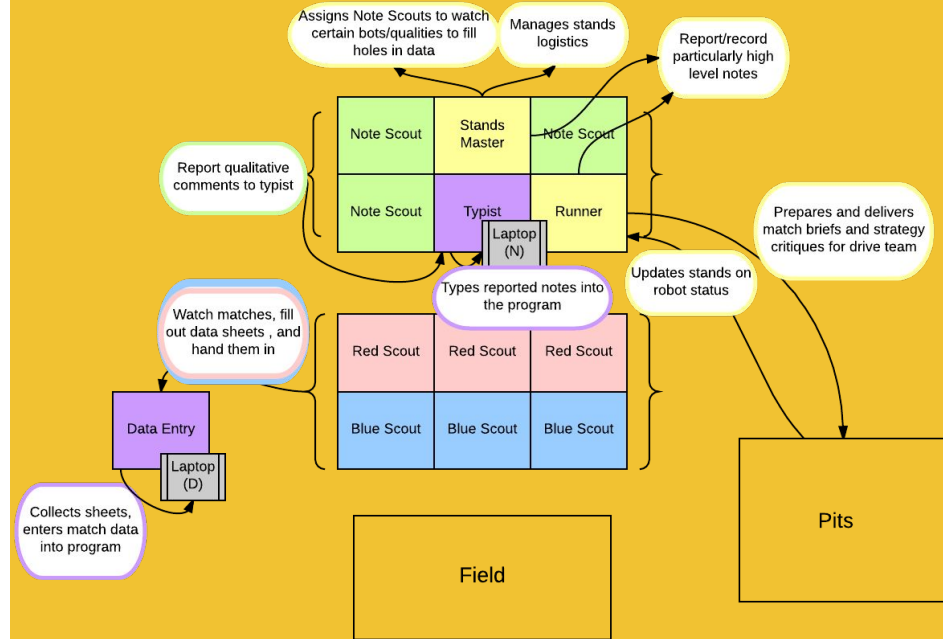 Assigns Note Scouts to watch
certain bots/qualities to fill
holes in data
Manages stands
logistics
Report/record
particularly high
level notes
Note Scout
Stands
Master
Note Scout
Report qualitative
comments to typist
Note Scout
Typist
Runner
Laptop
(N)
Prepares and delivers
match briefs and strategy
critiques for drive team
Updates stands on
robot status
Types reported notes into
the program
Watch matches, fill
out data sheets , and
hand them in
Red Scout
Red Scout
Red Scout
Blue Scout
Blue Scout
Blue Scout
Data Entry
Laptop
(D)
Collects sheets,
enters match data
into program
Field
Pits